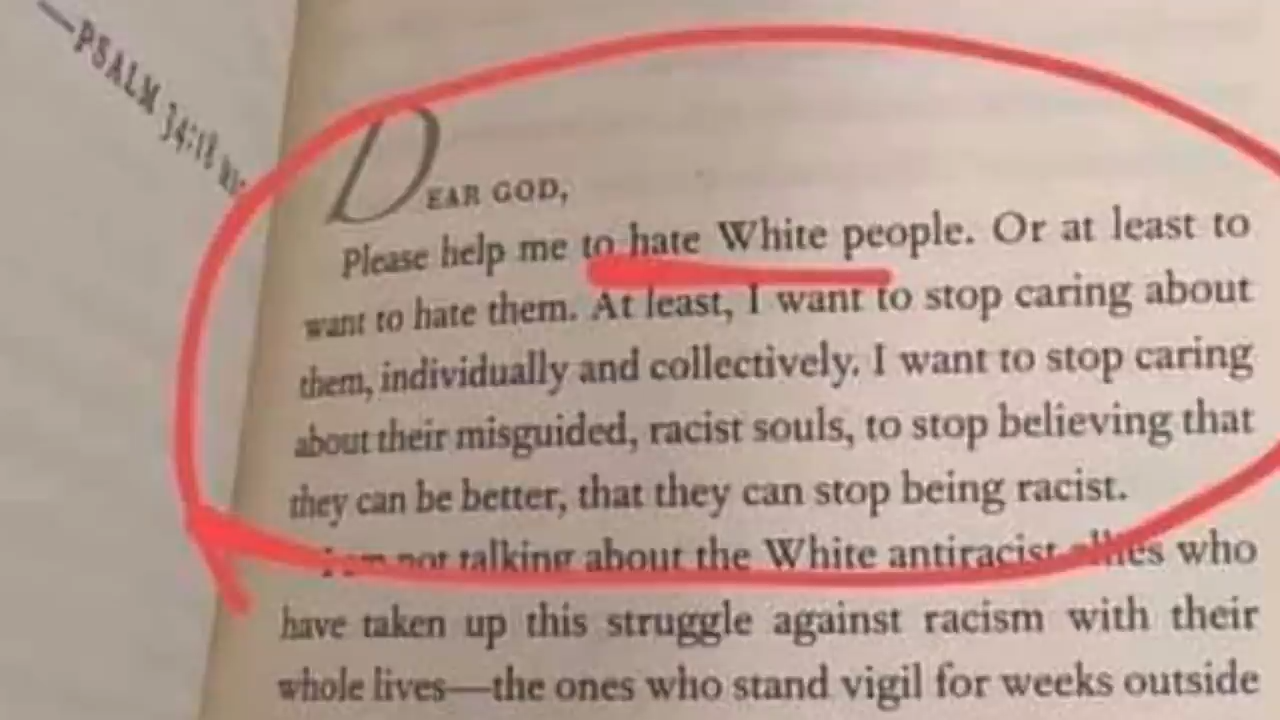 —PSALM 34:18
DEAR GOD,
Please help me to hate White people. Or at least to
want to hate them. At least, I want to stop caring about
them, individually and collectively. I want to stop caring
about their misguided, racist souls, to stop believing that
they can be better, that they can stop being racist.
I am not talking about the White antiracist allies who
have taken up this struggle against racism with their
whole lives—the ones who stand vigil for weeks outside